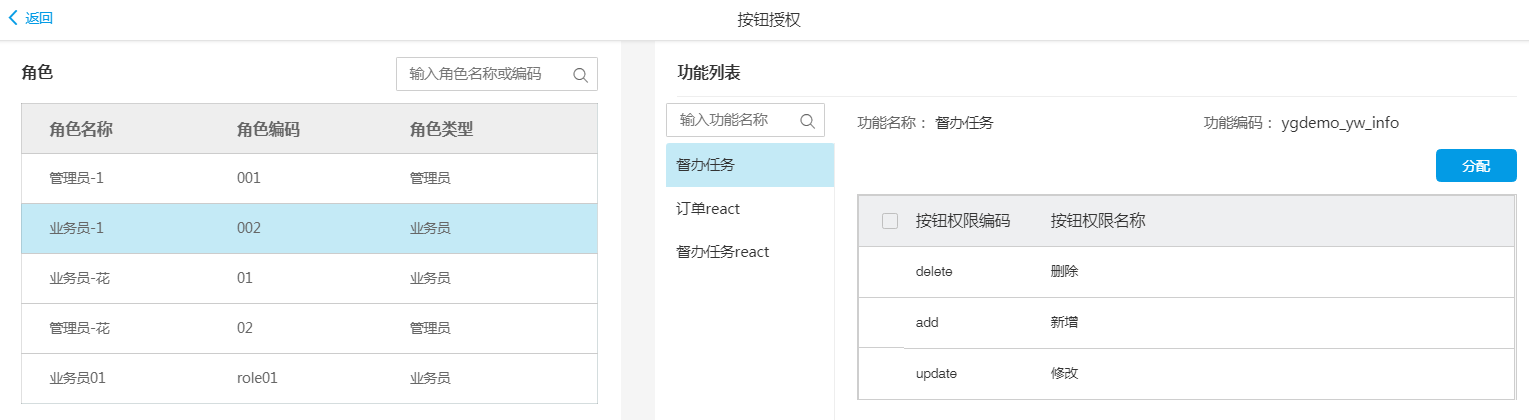 返回
按钮授权
角色
输入角色名称或编码
角色名称 角色编码 角色类型
管理员-1 001 管理员
业务员-1 002 业务员
业务员-花 01 业务员
管理员-花 02 管理员
业务员01 role01 业务员
功能列表
输入功能名称
督办任务
订单react
督办任务react
功能名称： 督办任务 功能编码： ygdemo_yw_info
分配
按钮权限编码 按钮权限名称
delete 删除
add 新增
update 修改